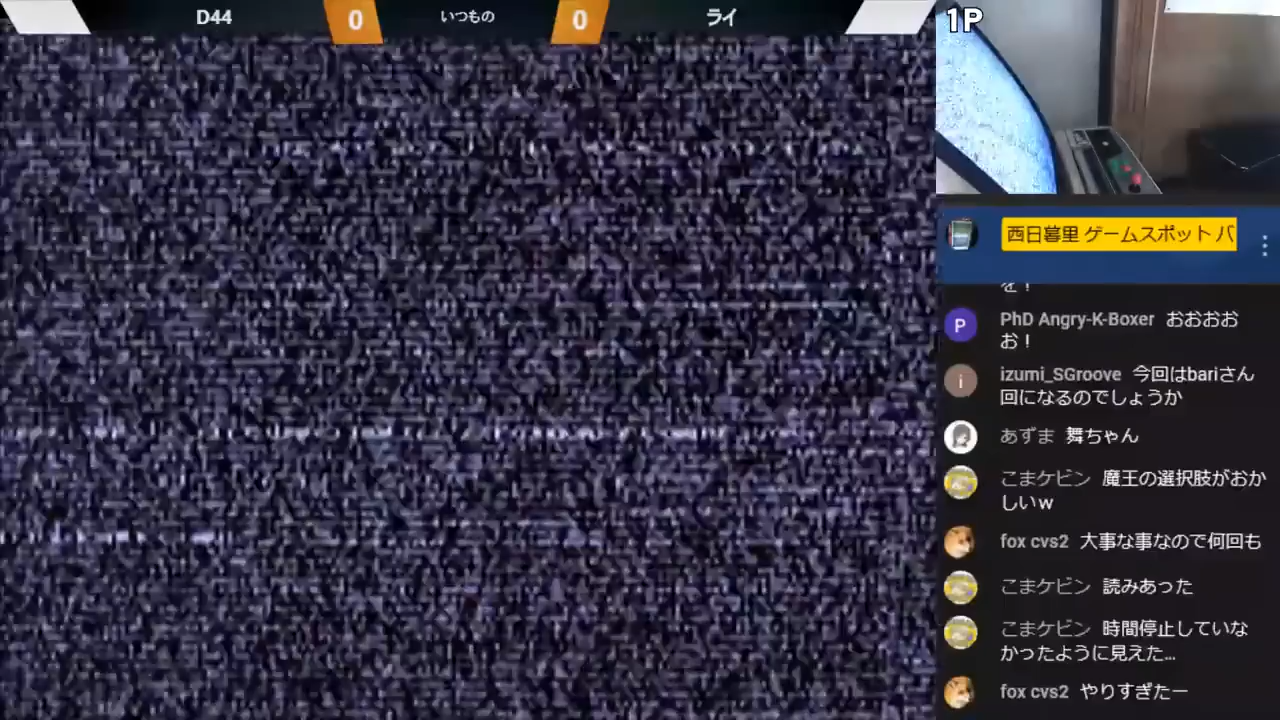 D44
0
いつもの
0
ライ
1P
西日暮里 ゲームスポット バ
を！
PhD Angry-K-Boxer おおおお
お！
izumi_SGroove 今回はbariさん
回になるのでしょうか
あずま 舞ちゃん
こまケビン 魔王の選択肢がおか
しいw
fox cvs2 大事な事なので何回も
こまケビン 読みあった
こまケビン 時間停止していな
かったように見えた...
fox cvs2 やりすぎたー